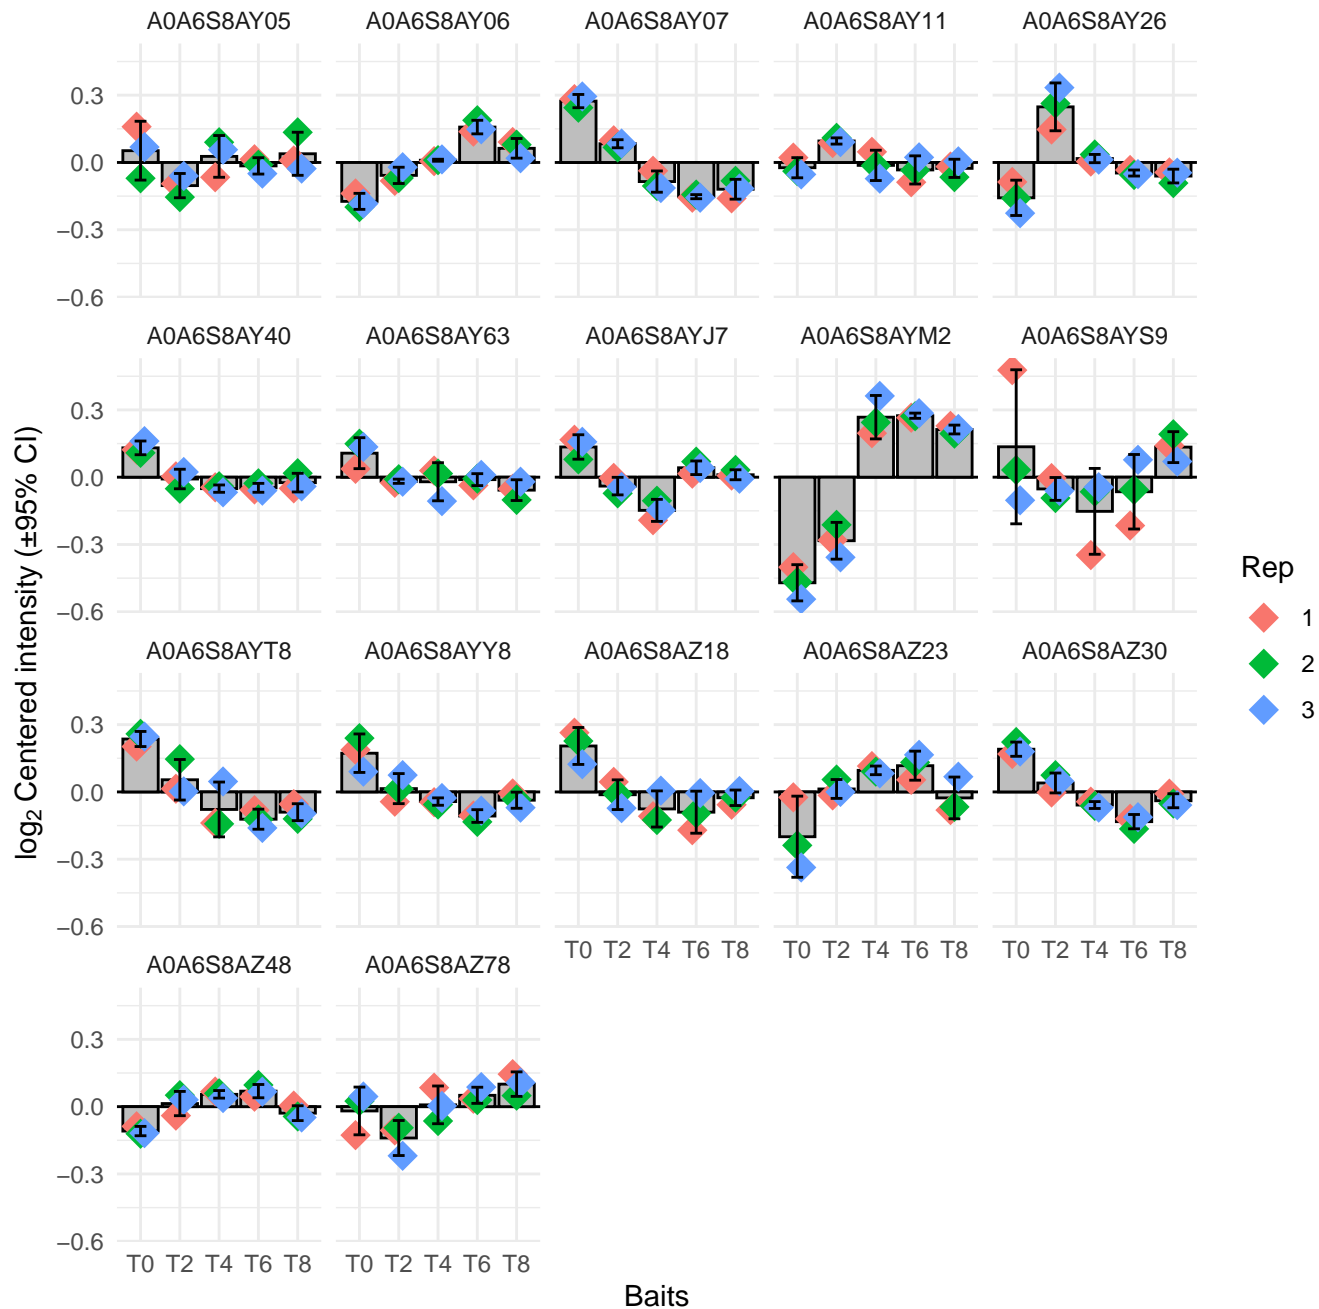 A0A6S8AY05 A0A6S8AY06 A0A6S8AY07 A0A6S8AY11 A0A6S8AY26
0.3
0.0
−0.3
−0.6
A0A6S8AY40 A0A6S8AY63 A0A6S8AYJ7 A0A6S8AYM2 A0A6S8AYS9
0.3
0.0
−0.3
−0.6
A0A6S8AYT8 A0A6S8AYY8 A0A6S8AZ18 A0A6S8AZ23 A0A6S8AZ30
0.3
0.0
−0.3
−0.6
T0 T2 T4 T6 T8 T0 T2 T4 T6 T8 T0 T2 T4 T6 T8
A0A6S8AZ48 A0A6S8AZ78
0.3
0.0
−0.3
−0.6
T0 T2 T4 T6 T8 T0 T2 T4 T6 T8
Baits
log₂ Centered intensity (±95% CI)
Rep
1
2
3